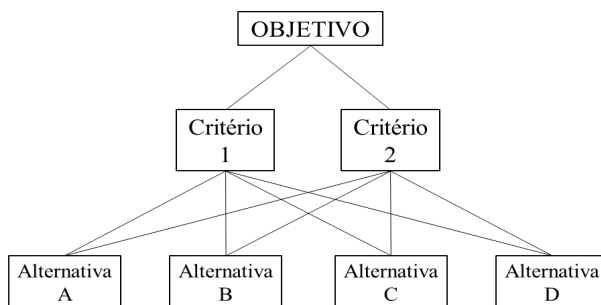 OBJETIVO
Critério
1
Critério
2
Alternativa
A
Alternativa
B
Alternativa
C
Alternativa
D